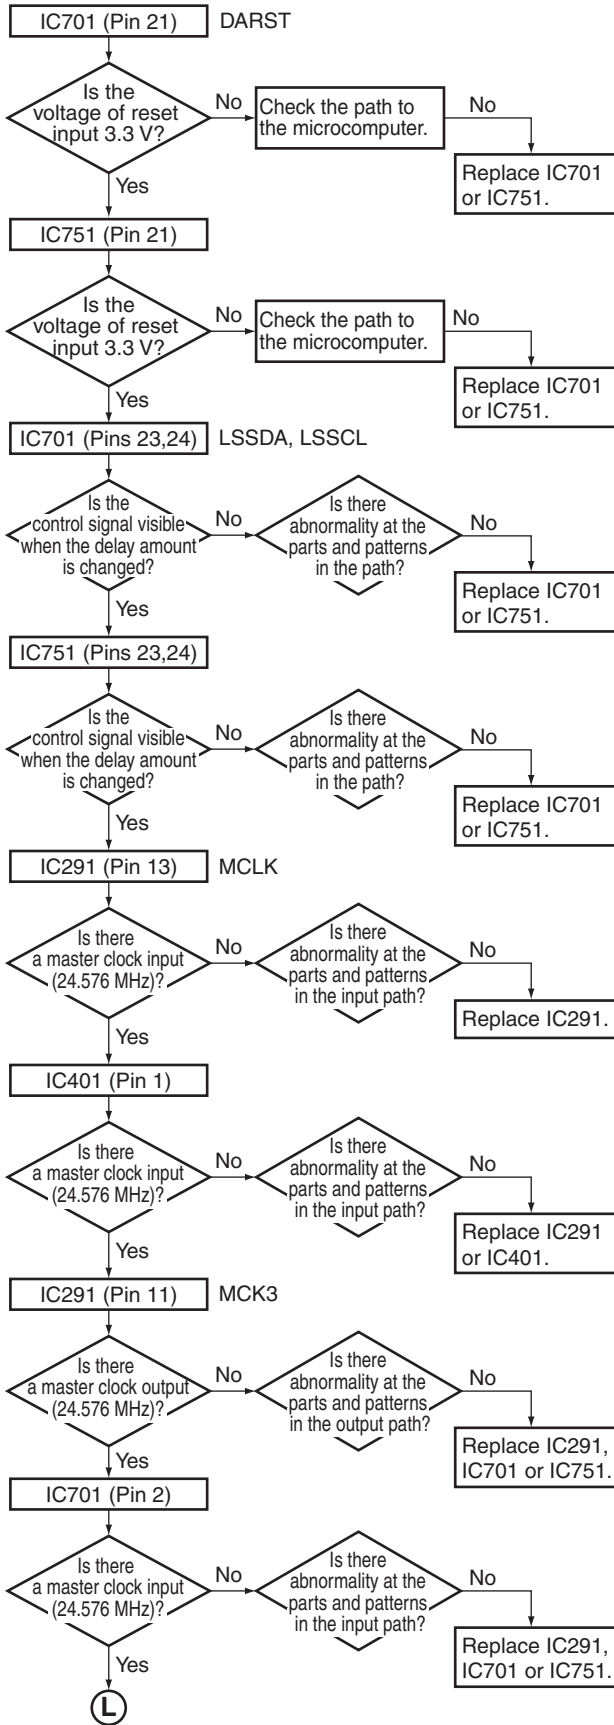 IC701 (Pin 21) DARST
Is the
voltage of reset
input 3.3 V?
No
Check the path to
the microcomputer.
No
Replace IC701
or IC751.
Yes
IC751 (Pin 21)
Is the
voltage of reset
input 3.3 V?
No
Check the path to
the microcomputer.
No
Replace IC701
or IC751.
Yes
IC701 (Pins 23,24) LSSDA, LSSCL
Is the
control signal visible
when the delay amount
is changed?
No
Is there
abnormality at the
parts and patterns
in the path?
No
Replace IC701
or IC751.
Yes
IC751 (Pins 23,24)
Is the
control signal visible
when the delay amount
is changed?
No
Is there
abnormality at the
parts and patterns
in the path?
No
Replace IC701
or IC751.
Yes
IC291 (Pin 13) MCLK
Is there
a master clock input
(24.576 MHz)?
No
Is there
abnormality at the
parts and patterns
in the input path?
No
Replace IC291.
Yes
IC401 (Pin 1)
Is there
a master clock input
(24.576 MHz)?
No
Is there
abnormality at the
parts and patterns
in the input path?
No
Replace IC291
or IC401.
Yes
IC291 (Pin 11) MCK3
Is there
a master clock output
(24.576 MHz)?
No
Is there
abnormality at the
parts and patterns
in the output path?
No
Replace IC291,
IC701 or IC751.
Yes
IC701 (Pin 2)
Is there
a master clock input
(24.576 MHz)?
No
Is there
abnormality at the
parts and patterns
in the input path?
No
Replace IC291,
IC701 or IC751.
Yes
L